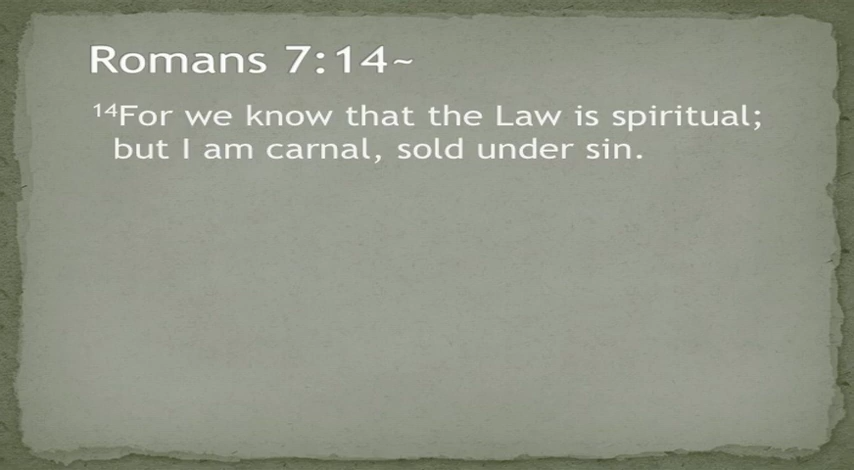 Romans 7:14~
¹⁴For we know that the Law is spiritual;
but I am carnal, sold under sin.